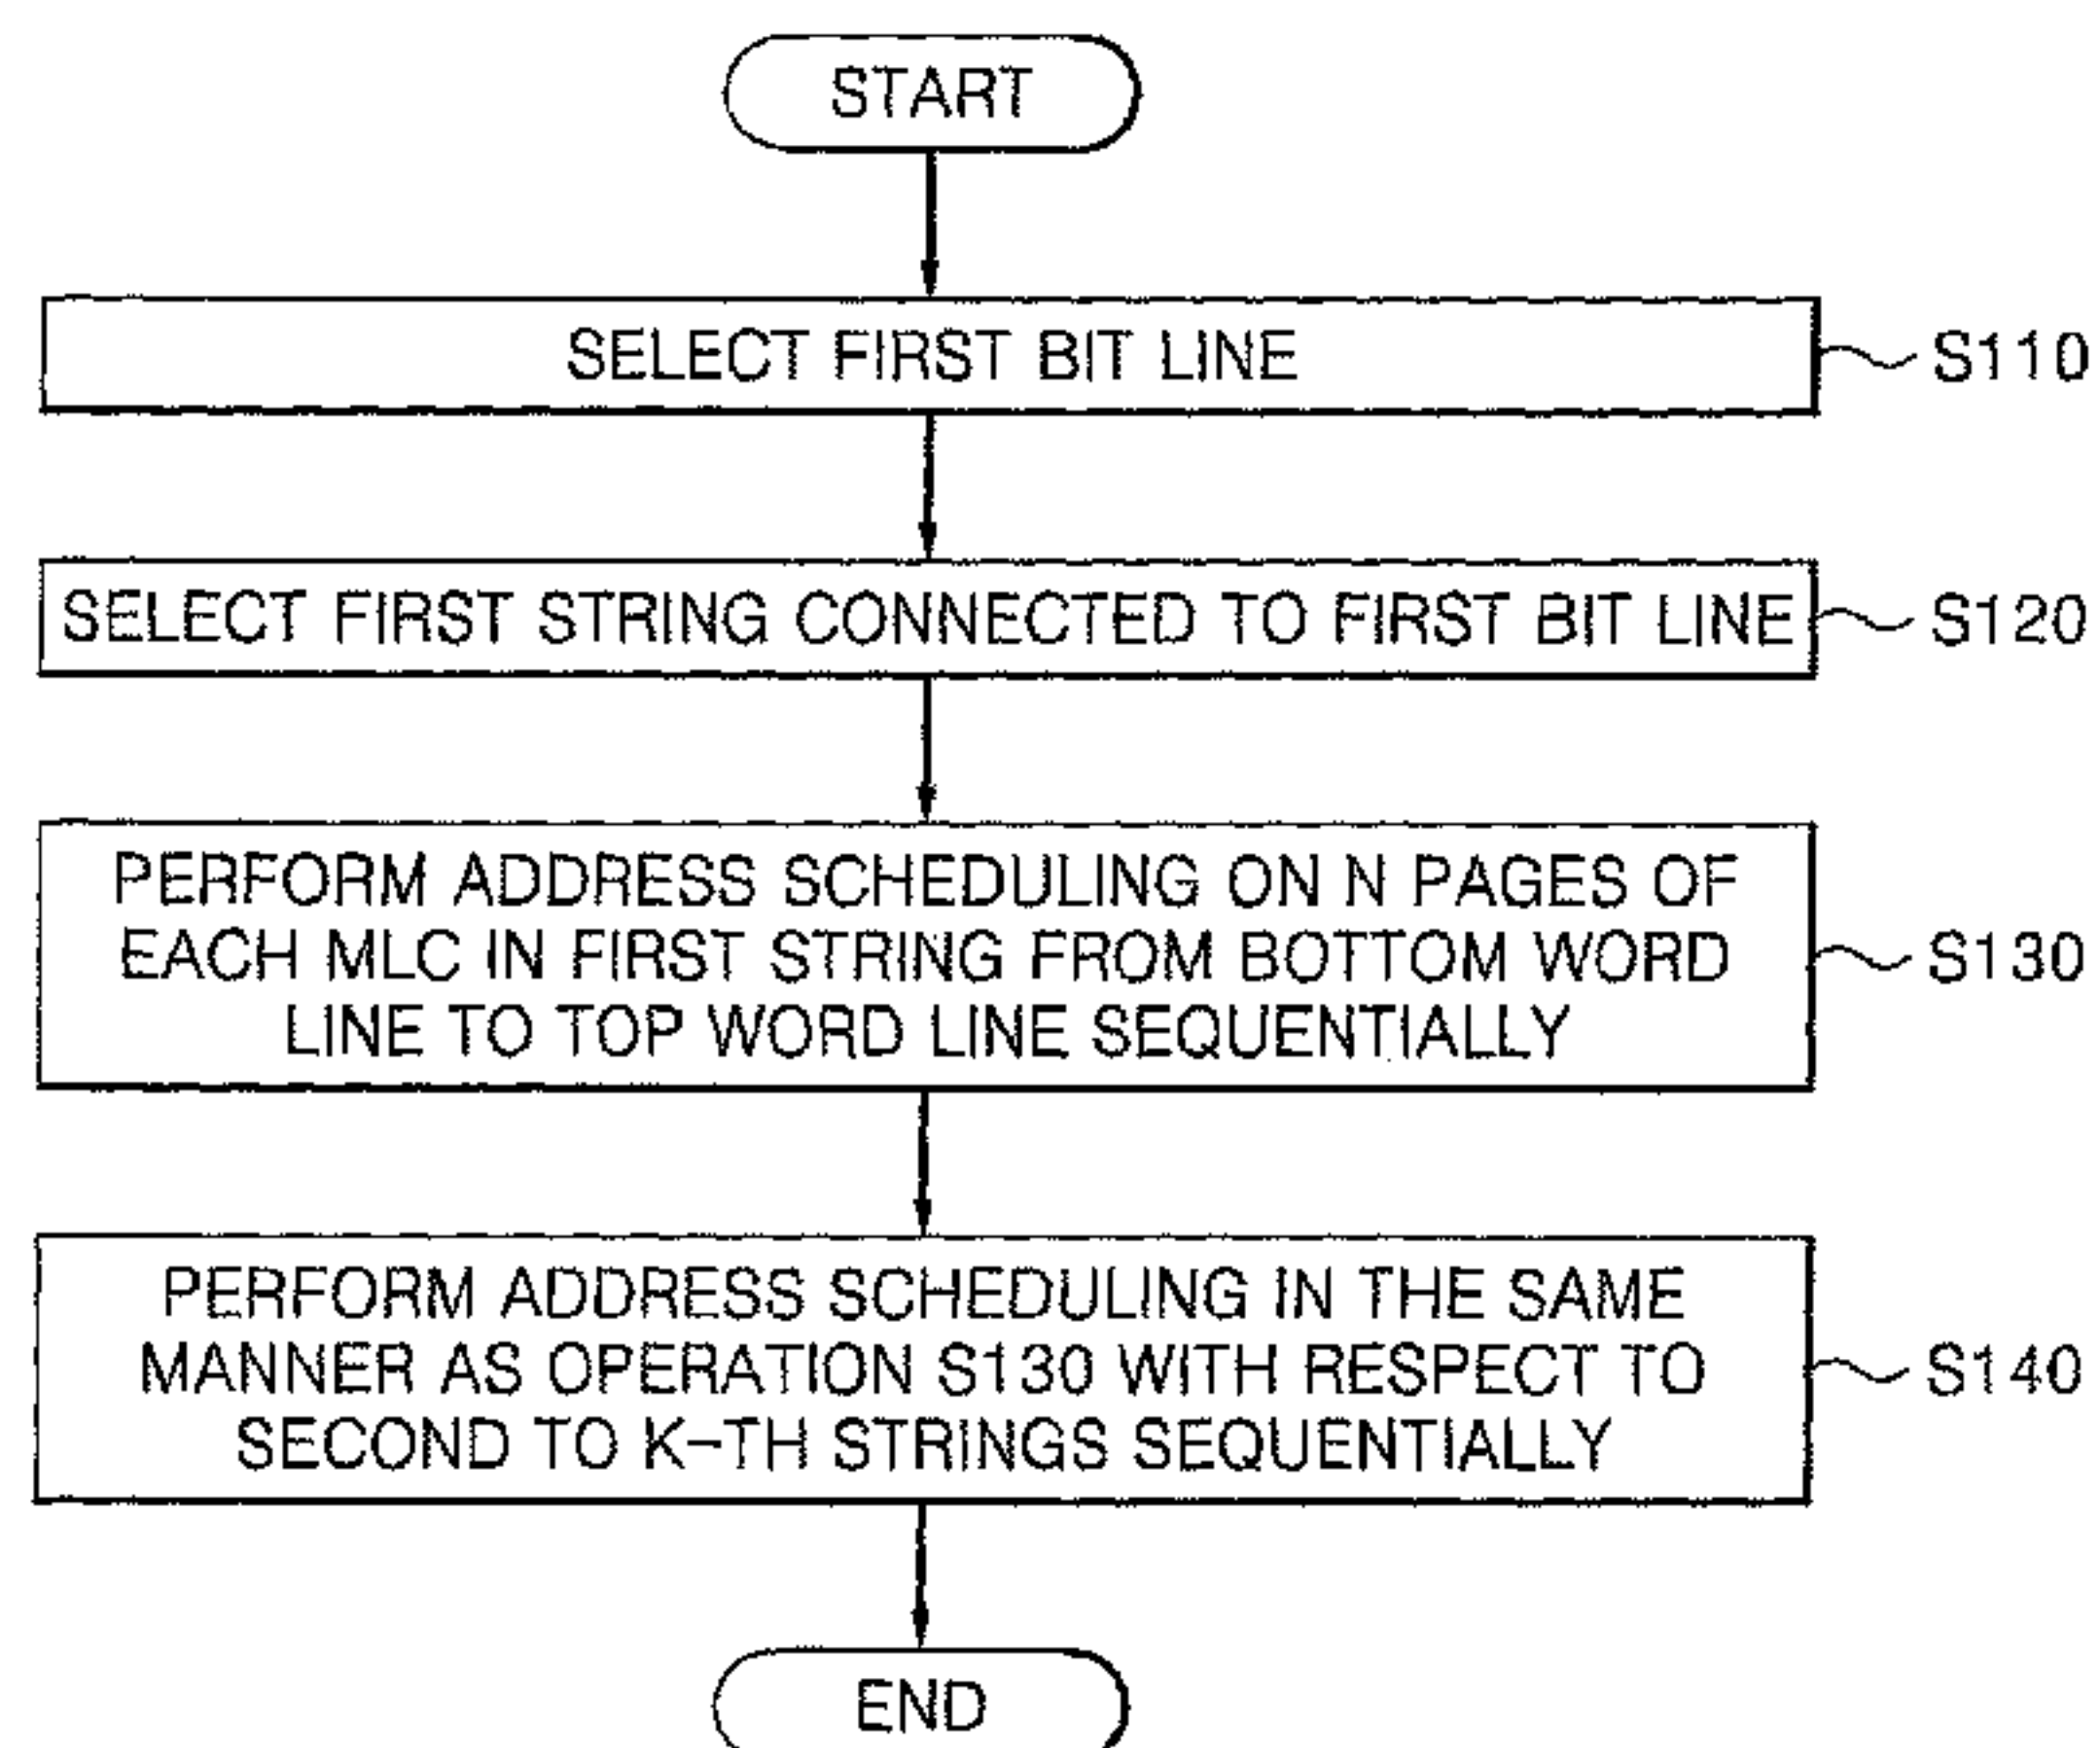 START
SELECT FIRST BIT LINE
S110
SELECT FIRST STRING CONNECTED TO FIRST BIT LINE
S120
PERFORM ADDRESS SCHEDULING ON N PAGES OF
EACH MLC IN FIRST STRING FROM BOTTOM WORD
LINE TO TOP WORD LINE SEQUENTIALLY
S130
PERFORM ADDRESS SCHEDULING IN THE SAME
MANNER AS OPERATION S130 WITH RESPECT TO
SECOND TO K-TH STRINGS SEQUENTIALLY
S140
END